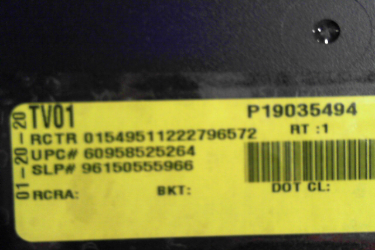 01-20-20
TV01 P19035494
RCTR 01549511222796572 RT :1
UPC# 60958525264
SLP# 96150555966
RCRA: BKT: DOT CL: